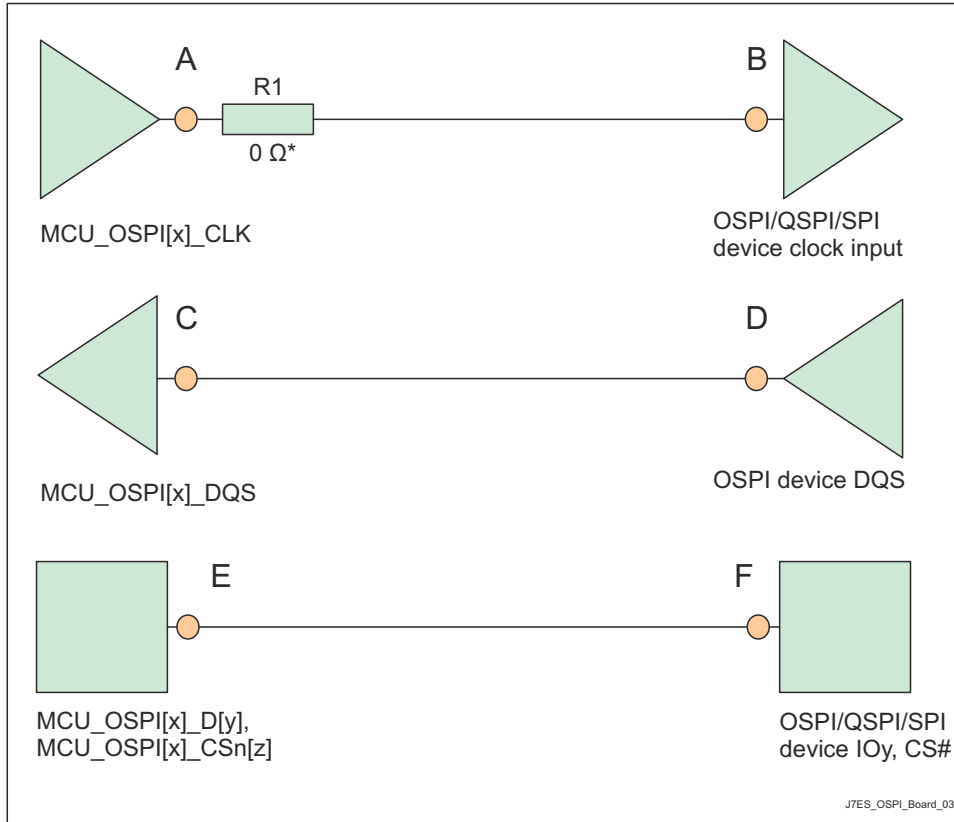 A
B
R1
0 Ω*
MCU_OSPI[x]_CLK
OSPI/QSPI/SPI
device clock input
C
D
MCU_OSPI[x]_DQS
OSPI device DQS
E
F
MCU_OSPI[x]_D[y],
MCU_OSPI[x]_CSn[z]
OSPI/QSPI/SPI
device IOy, CS#
J7ES_OSPI_Board_03